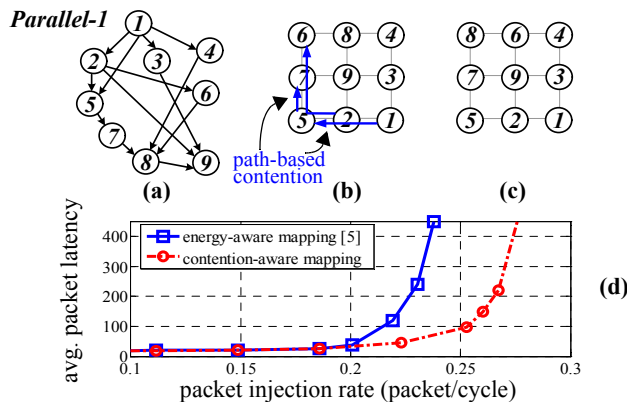 Parallel-1
1
2
3
4
5
6
7
8
9
(a)
6 8 4
7 9 3
5 2 1
path-based
contention
(b)
8 6 4
7 9 3
5 2 1
(c)
avg. packet latency
400
300
200
100
0
energy-aware mapping [5]
contention-aware mapping
0.1 0.15 0.2 0.25 0.3
packet injection rate (packet/cycle)
(d)